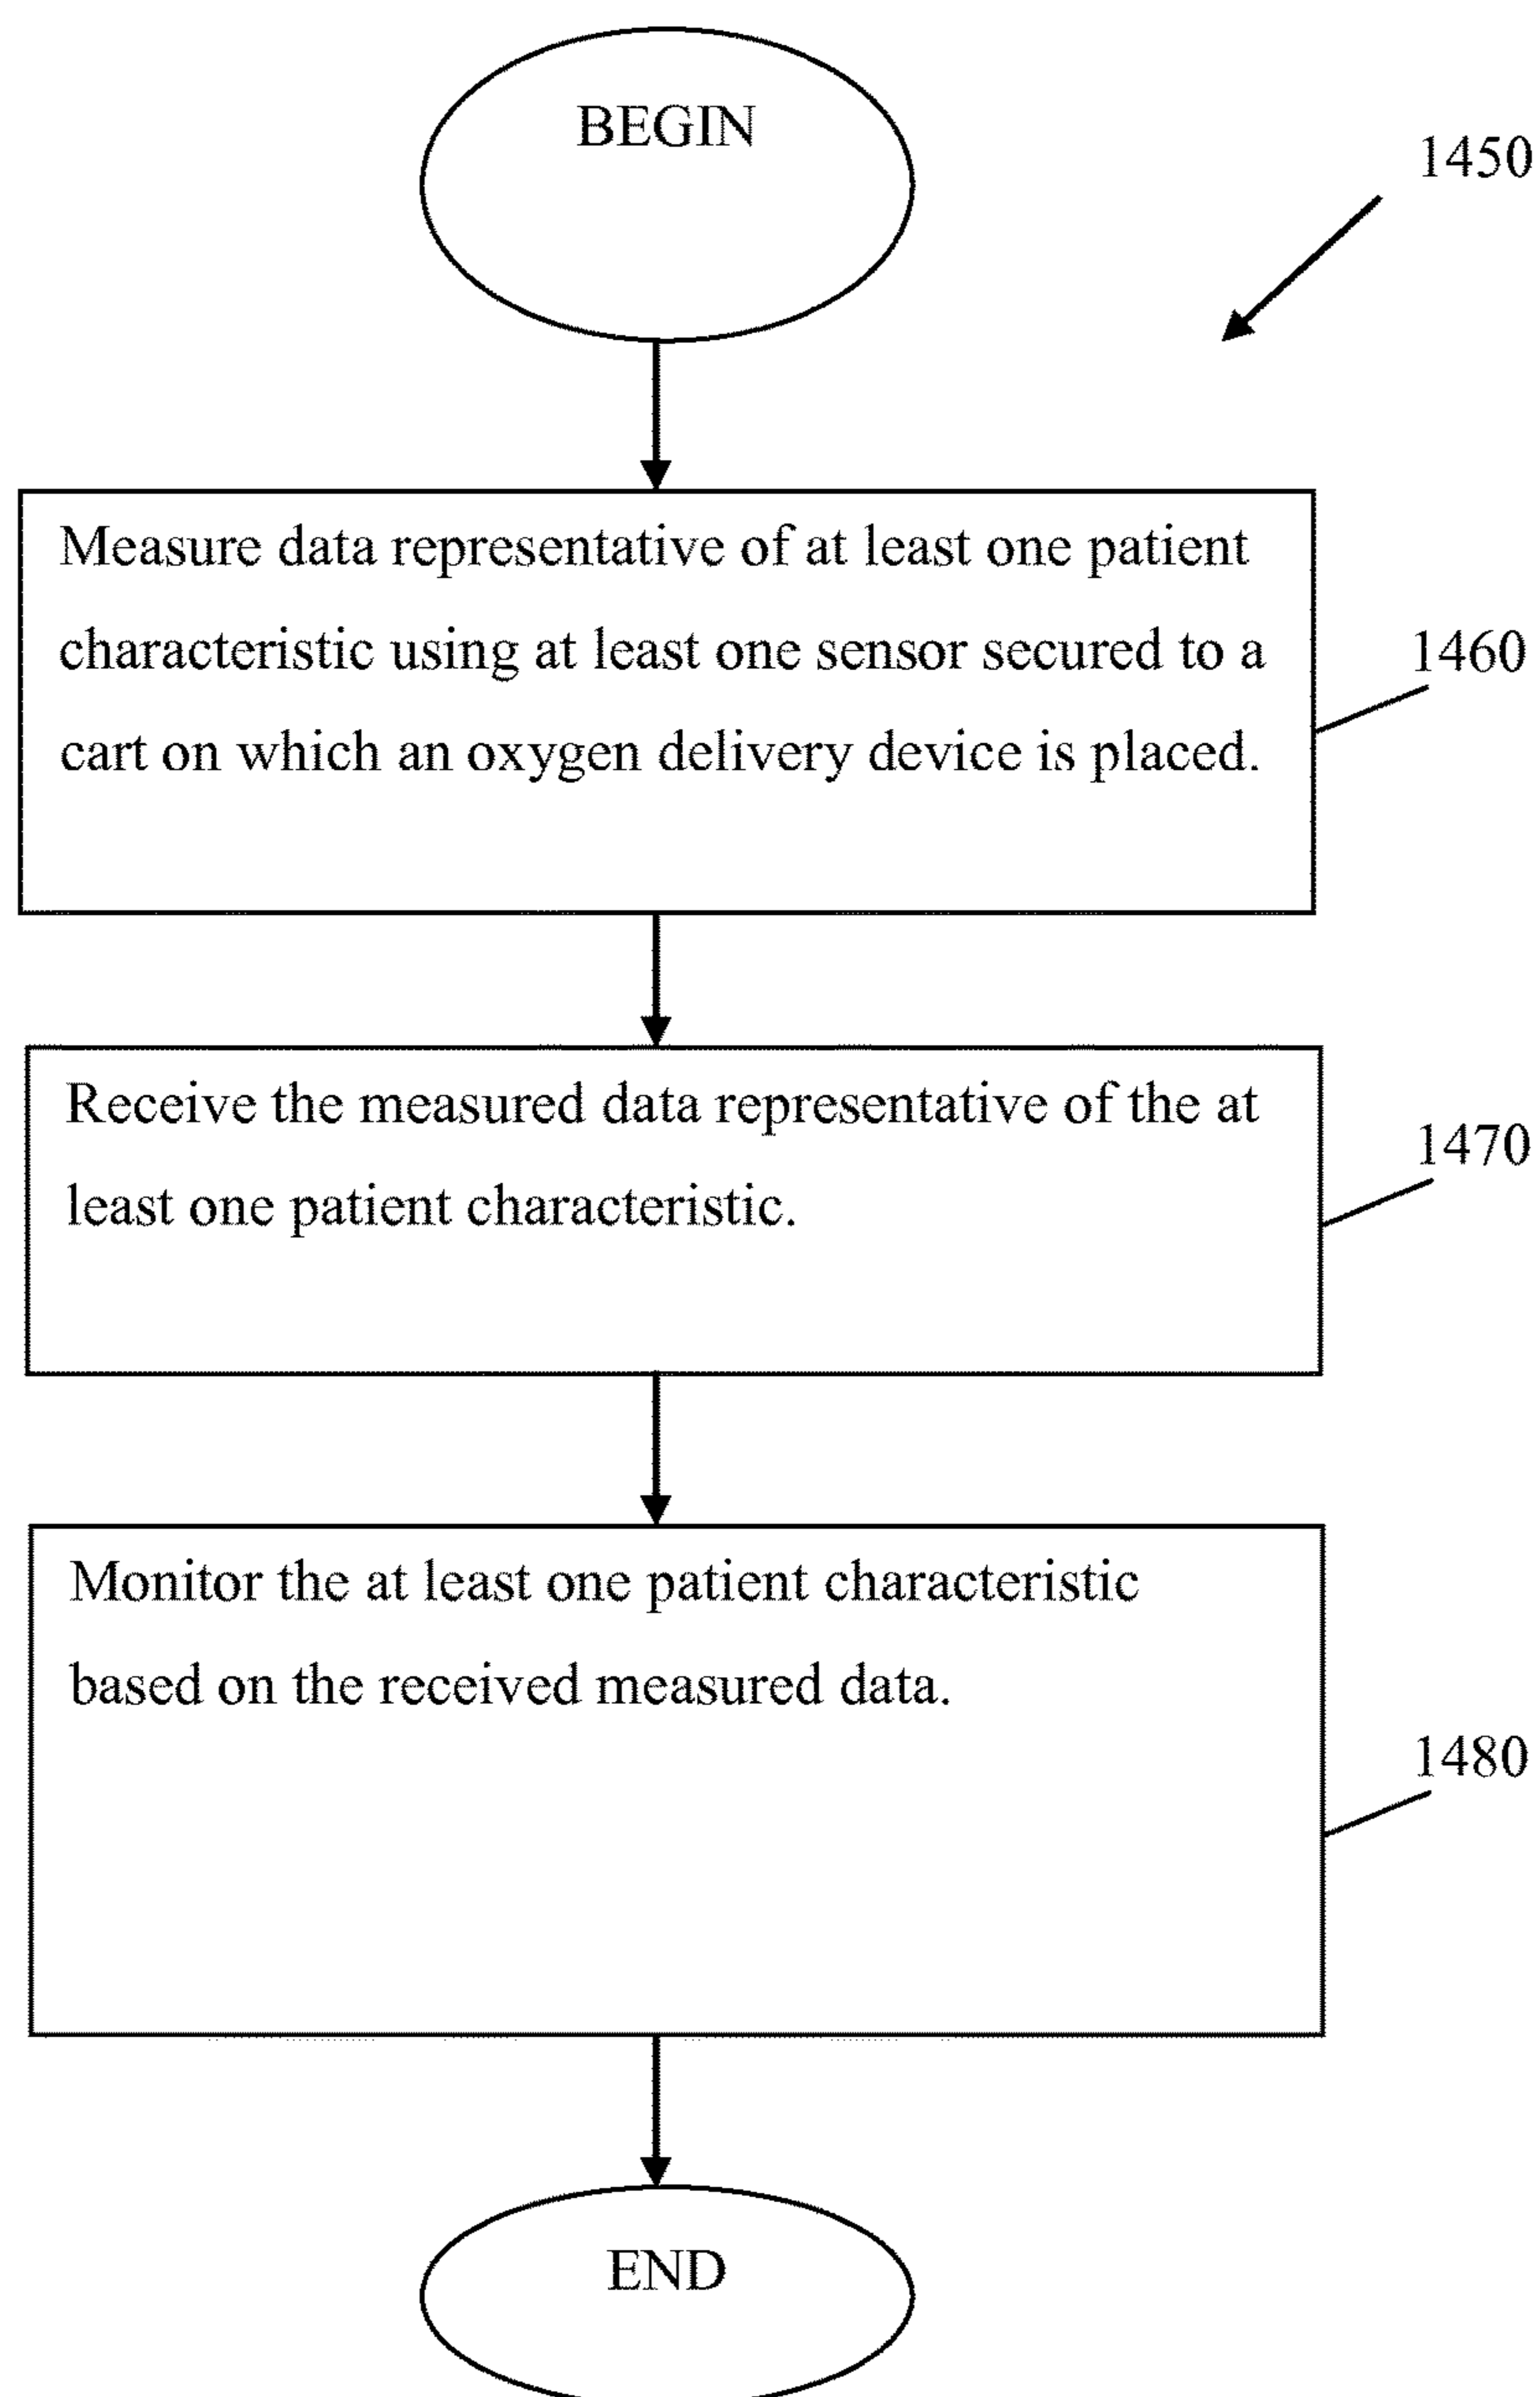 BEGIN
1450
Measure data representative of at least one patient
characteristic using at least one sensor secured to a
cart on which an oxygen delivery device is placed.
1460
Receive the measured data representative of the at
least one patient characteristic.
1470
Monitor the at least one patient characteristic
based on the received measured data.
1480
END